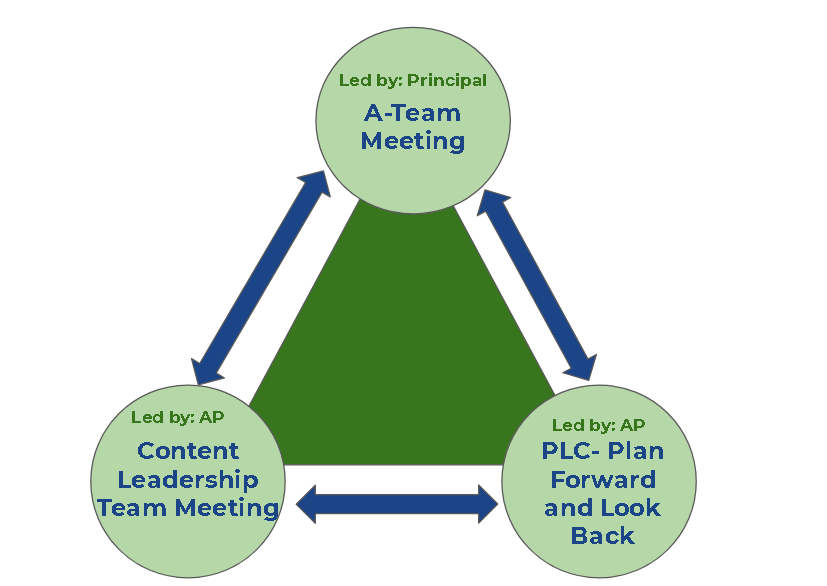 Led by: Principal
A-Team
Meeting
Led by: AP
Content
Leadership
Team Meeting
Led by: AP
PLC- Plan
Forward
and Look
Back